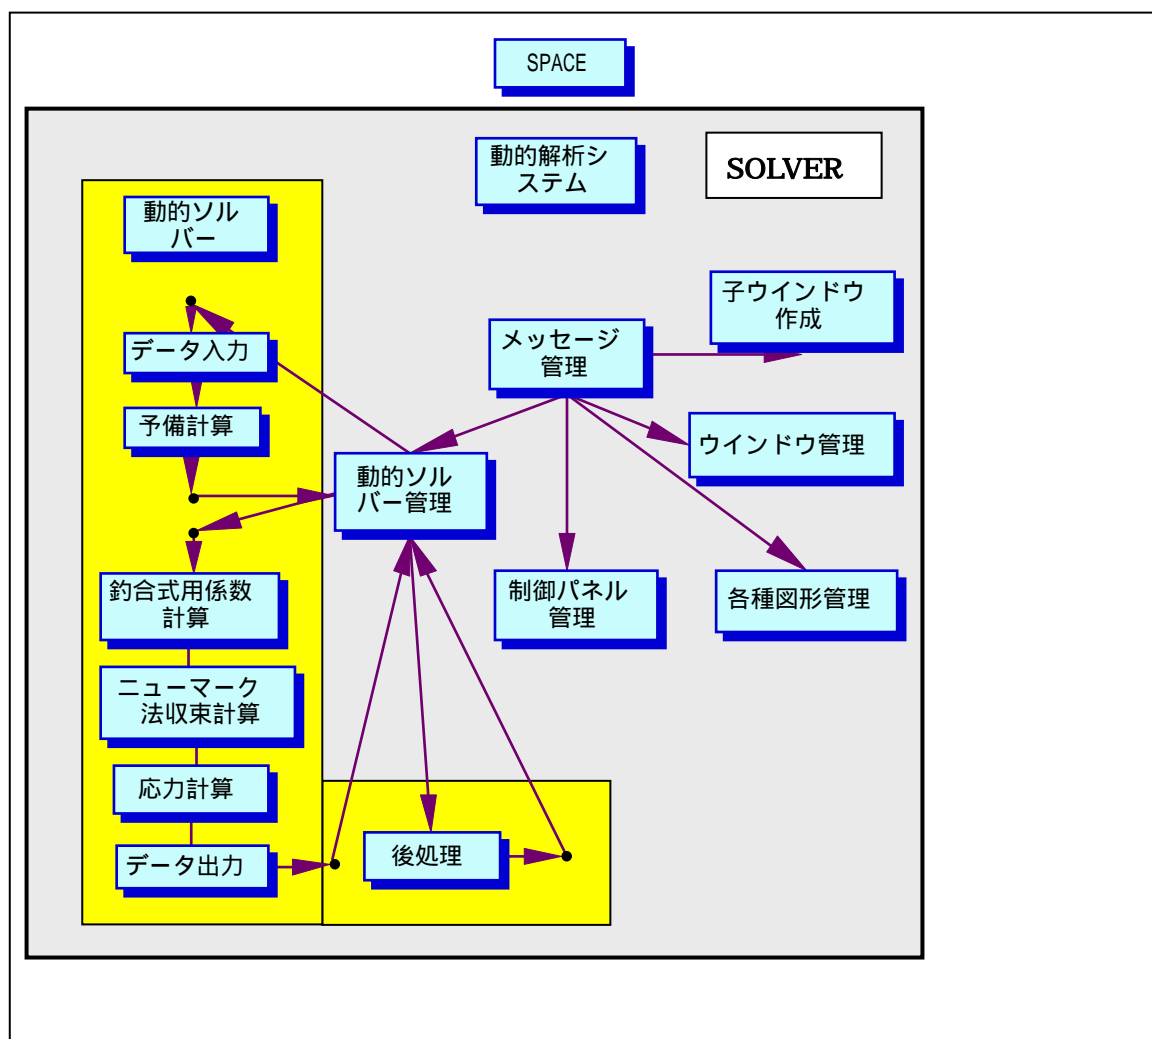 SPACE
動的解析シ
ステム
SOLVER
動的ソル
バー
子ウインドウ
作成
メッセージ
管理
データ入力
予備計算
ウインドウ管理
動的ソル
バー管理
釣合式用係数
計算
制御パネル
管理
各種図形管理
ニューマーク
法収束計算
応力計算
データ出力
後処理